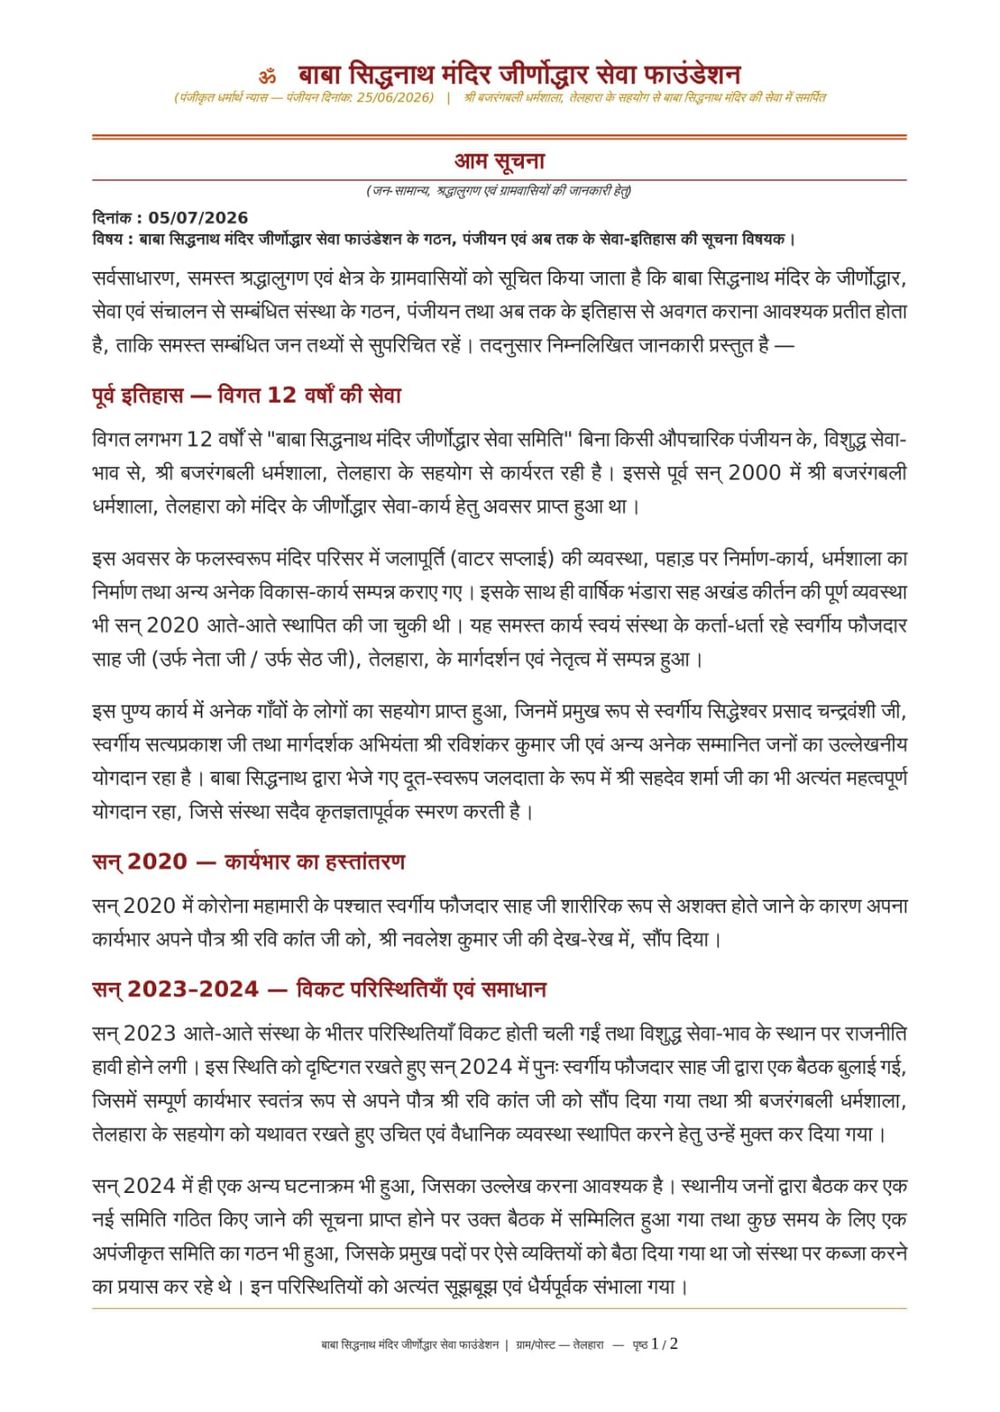 ॐ बाबा सिद्धनाथ मंदिर जीर्णोद्धार सेवा फाउंडेशन
(पंजीकृत धर्मार्थ न्यास — पंजीयन दिनांक: 25/06/2026) | श्री बजरंगबली धर्मशाला, तेलहारा के सहयोग से बाबा सिद्धनाथ मंदिर की सेवा में समर्पित
आम सूचना
(जन-सामान्य, श्रद्धालुगण एवं ग्रामवासियों की जानकारी हेतु)
दिनांक : 05/07/2026
विषय : बाबा सिद्धनाथ मंदिर जीर्णोद्धार सेवा फाउंडेशन के गठन, पंजीयन एवं अब तक के सेवा-इतिहास की सूचना विषयक।
सर्वसाधारण, समस्त श्रद्धालुगण एवं क्षेत्र के ग्रामवासियों को सूचित किया जाता है कि बाबा सिद्धनाथ मंदिर के जीर्णोद्धार,
सेवा एवं संचालन से सम्बंधित संस्था के गठन, पंजीयन तथा अब तक के इतिहास से अवगत कराना आवश्यक प्रतीत होता
है, ताकि समस्त सम्बंधित जन तथ्यों से सुपरिचित रहें। तदनुसार निम्नलिखित जानकारी प्रस्तुत है —
पूर्व इतिहास — विगत 12 वर्षों की सेवा
विगत लगभग 12 वर्षों से "बाबा सिद्धनाथ मंदिर जीर्णोद्धार सेवा समिति" बिना किसी औपचारिक पंजीयन के, विशुद्ध सेवा-
भाव से, श्री बजरंगबली धर्मशाला, तेलहारा के सहयोग से कार्यरत रही है। इससे पूर्व सन् 2000 में श्री बजरंगबली
धर्मशाला, तेलहारा को मंदिर के जीर्णोद्धार सेवा-कार्य हेतु अवसर प्राप्त हुआ था।
इस अवसर के फलस्वरूप मंदिर परिसर में जलापूर्ति (वाटर सप्लाई) की व्यवस्था, पहाड़ पर निर्माण-कार्य, धर्मशाला का
निर्माण तथा अन्य अनेक विकास-कार्य सम्पन्न कराए गए। इसके साथ ही वार्षिक भंडारा सह अखंड कीर्तन की पूर्ण व्यवस्था
भी सन् 2020 आते-आते स्थापित की जा चुकी थी। यह समस्त कार्य स्वयं संस्था के कर्ता-धर्ता रहे स्वर्गीय फौजदार
साह जी (उर्फ नेता जी / उर्फ सेठ जी), तेलहारा, के मार्गदर्शन एवं नेतृत्व में सम्पन्न हुआ।
इस पुण्य कार्य में अनेक गाँवों के लोगों का सहयोग प्राप्त हुआ, जिनमें प्रमुख रूप से स्वर्गीय सिद्धेश्वर प्रसाद चन्द्रवंशी जी,
स्वर्गीय सत्यप्रकाश जी तथा मार्गदर्शक अभियंता श्री रविशंकर कुमार जी एवं अन्य अनेक सम्मानित जनों का उल्लेखनीय
योगदान रहा है। बाबा सिद्धनाथ द्वारा भेजे गए दूत-स्वरूप जलदाता के रूप में श्री सहदेव शर्मा जी का भी अत्यंत महत्वपूर्ण
योगदान रहा, जिसे संस्था सदैव कृतज्ञतापूर्वक स्मरण करती है।
सन् 2020 — कार्यभार का हस्तांतरण
सन् 2020 में कोरोना महामारी के पश्चात स्वर्गीय फौजदार साह जी शारीरिक रूप से अशक्त होते जाने के कारण अपना
कार्यभार अपने पौत्र श्री रवि कांत जी को, श्री नवलेश कुमार जी की देख-रेख में, सौंप दिया।
सन् 2023–2024 — विकट परिस्थितियाँ एवं समाधान
सन् 2023 आते-आते संस्था के भीतर परिस्थितियाँ विकट होती चली गईं तथा विशुद्ध सेवा-भाव के स्थान पर राजनीति
हावी होने लगी। इस स्थिति को दृष्टिगत रखते हुए सन् 2024 में पुनः स्वर्गीय फौजदार साह जी द्वारा एक बैठक बुलाई गई,
जिसमें सम्पूर्ण कार्यभार स्वतंत्र रूप से अपने पौत्र श्री रवि कांत जी को सौंप दिया गया तथा श्री बजरंगबली धर्मशाला,
तेलहारा के सहयोग को यथावत रखते हुए उचित एवं वैधानिक व्यवस्था स्थापित करने हेतु उन्हें मुक्त कर दिया गया।
सन् 2024 में ही एक अन्य घटनाक्रम भी हुआ, जिसका उल्लेख करना आवश्यक है। स्थानीय जनों द्वारा बैठक कर एक
नई समिति गठित किए जाने की सूचना प्राप्त होने पर उक्त बैठक में सम्मिलित हुआ गया तथा कुछ समय के लिए एक
अपंजीकृत समिति का गठन भी हुआ, जिसके प्रमुख पदों पर ऐसे व्यक्तियों को बैठा दिया गया था जो संस्था पर कब्जा करने
का प्रयास कर रहे थे। इन परिस्थितियों को अत्यंत सूझबूझ एवं धैर्यपूर्वक संभाला गया।
बाबा सिद्धनाथ मंदिर जीर्णोद्धार सेवा फाउंडेशन | ग्राम/पोस्ट — तेलहारा — पृष्ठ 1 / 2